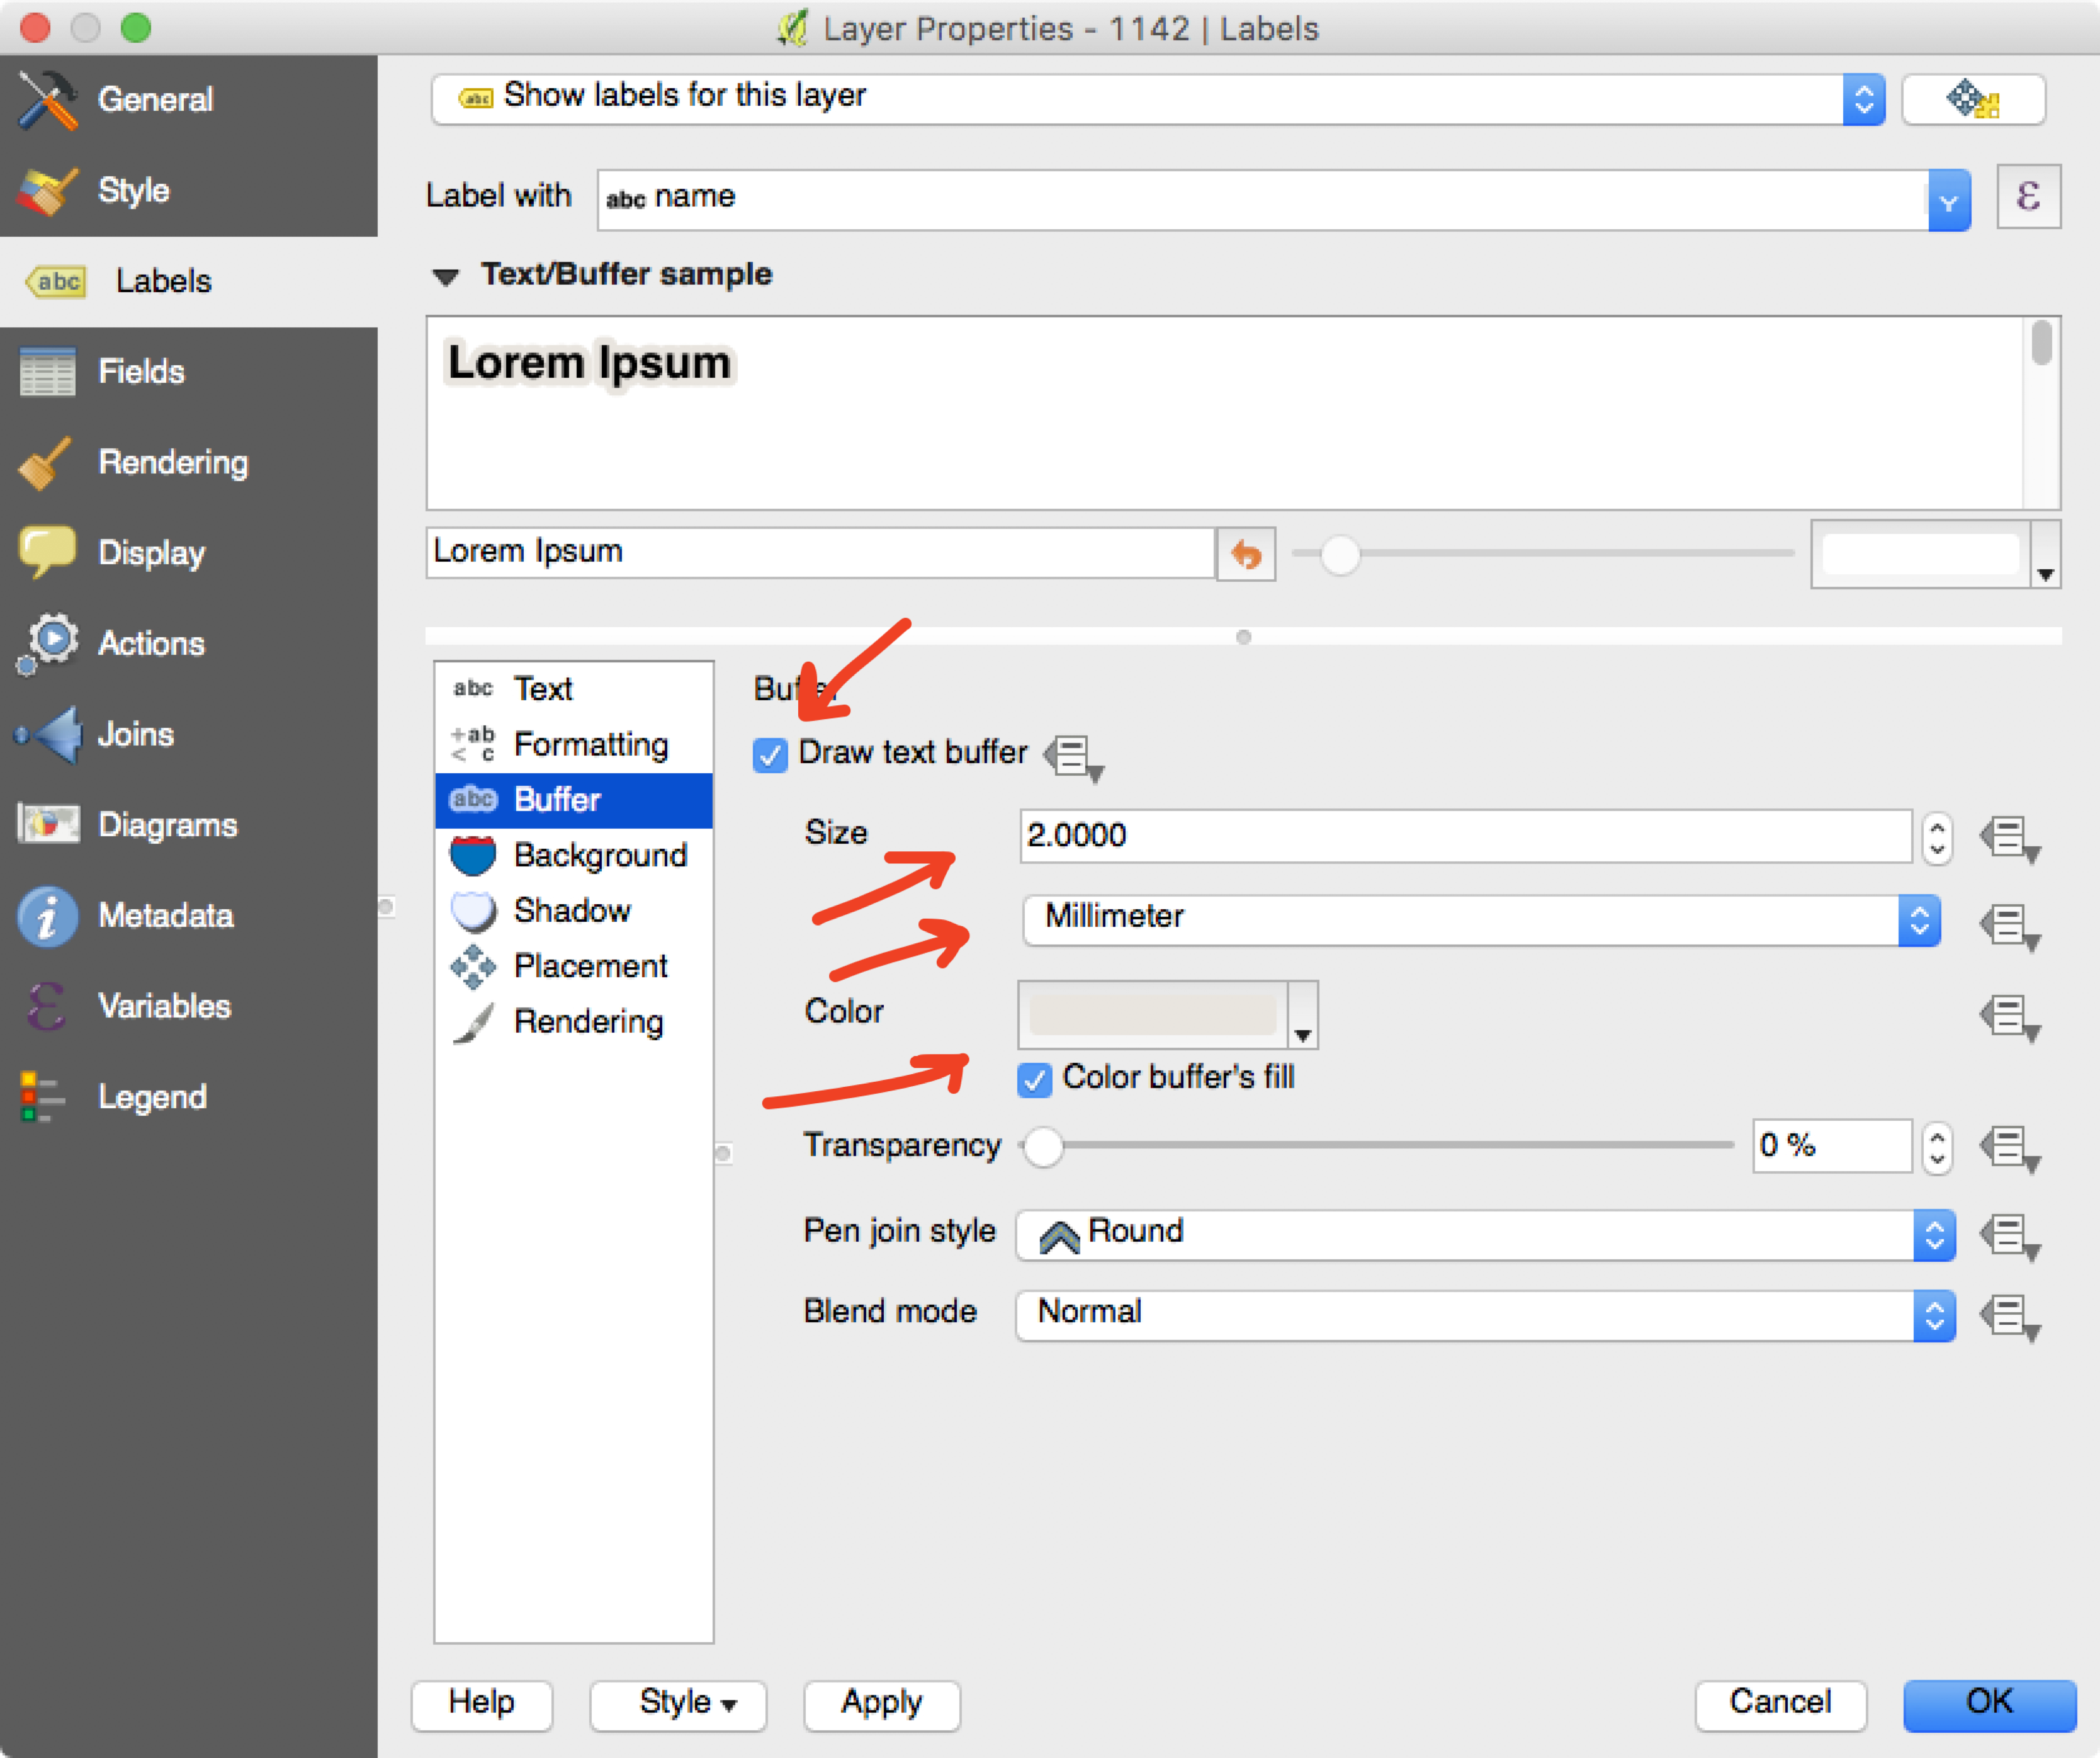 Layer Properties - 1142 | Labels
General
Style
Labels
Fields
Rendering
Display
Actions
Joins
Diagrams
Metadata
Variables
Legend
abc Show labels for this layer
Label with abc name ε
Text/Buffer sample
Lorem Ipsum
Lorem Ipsum
abc Text
+ab < c Formatting
abc Buffer
Background
Shadow
Placement
Rendering
Buffer
Draw text buffer
Size 2.0000
Millimeter
Color
Color buffer's fill
Transparency 0 %
Pen join style Round
Blend mode Normal
Help Style Apply Cancel OK